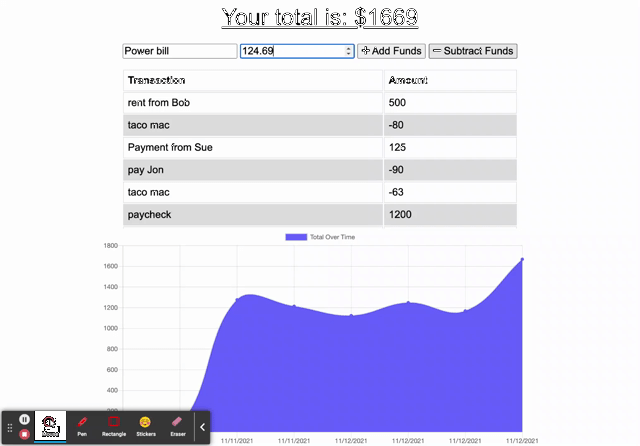 Your total is: $1669
Power bill 124.69 Add Funds Subtract Funds
Transaction Amount
rent from Bob 500
taco mac -80
Payment from Sue 125
pay Jon -90
taco mac -63
paycheck 1200
Total Over Time
1800
1600
1400
1200
1000
800
600
400
200
11/11/2021 11/11/2021 11/12/2021 11/12/2021 11/12/2021 11/12/2021
Pen Rectangle Stickers Eraser